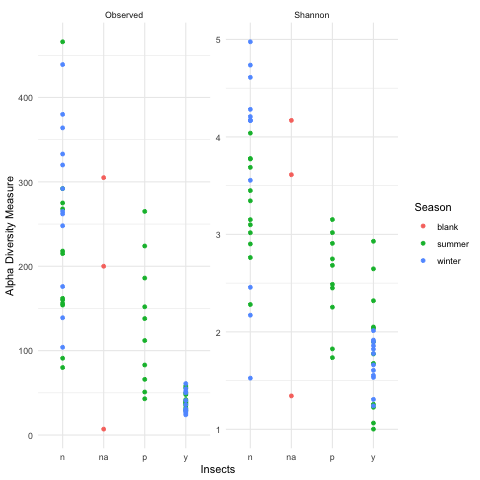 Observed
Shannon
Alpha Diversity Measure
400
300
200
100
0
5
4
3
2
1
n na p y
n na p y
Insects
Season
blank
summer
winter